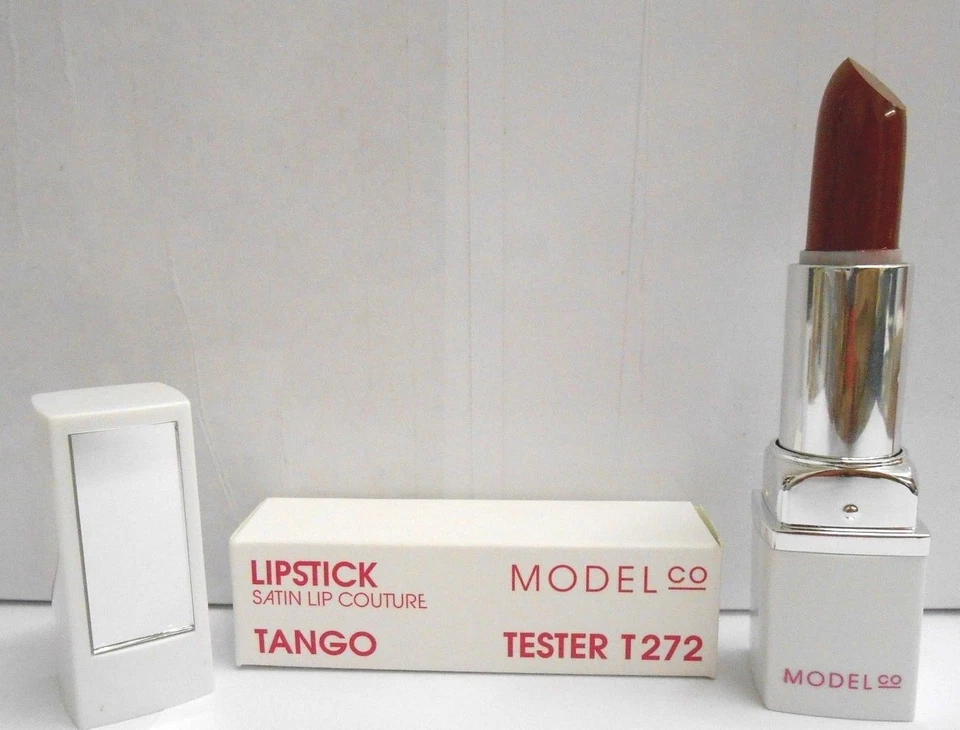 LIPSTICK
SATIN LIP COUTURE
TANGO
MODEL CO
TESTER T272
MODEL CO